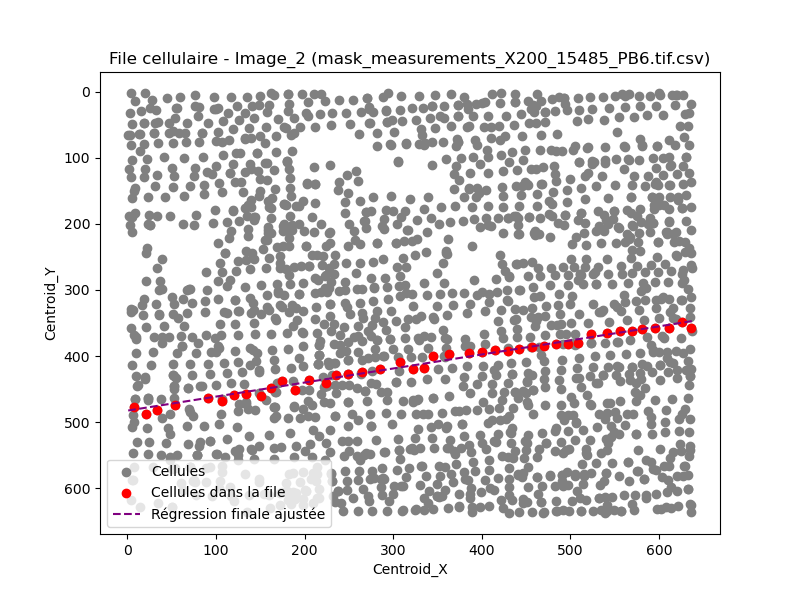 File cellulaire - Image_2 (mask_measurements_X200_15485_PB6.tif.csv)
0
100
200
300
400
500
600
Centroid_Y
Cellules
Cellules dans la file
Régression finale ajustée
0 100 200 300 400 500 600
Centroid_X